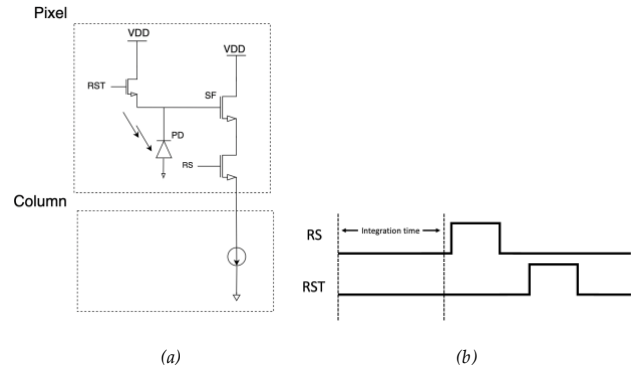 Pixel
VDD
VDD
RST
SF
PD
RS
Column
Integration time
RS
RST
(a)
(b)